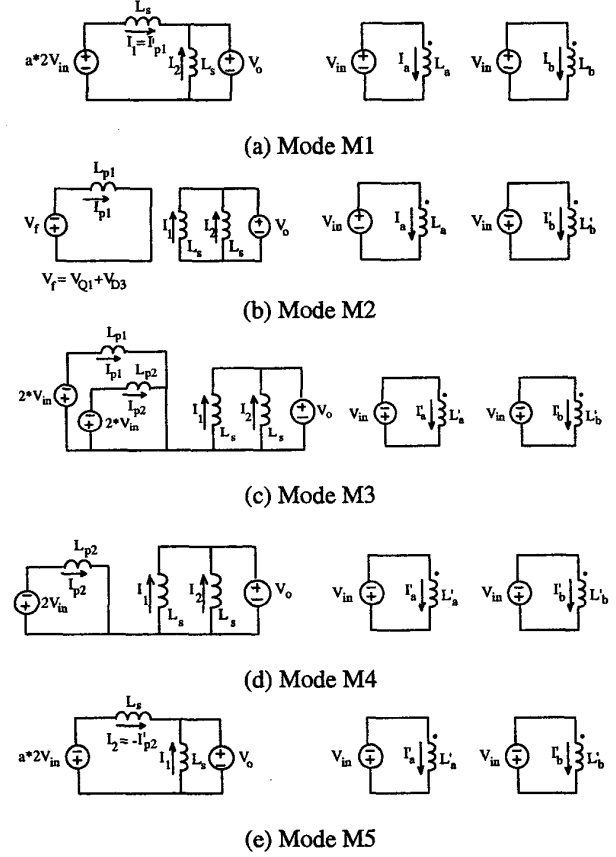 L_s
I_1=I'_p1
a*2V_in
I_2
L_s
V_o
V_in
I_a
L_a
V_in
I_b
L_b
(a) Mode M1
L_p1
I_p1
V_f
I_1
L_s
I_2
L_s
V_o
V_in
I_a
L_a
V_in
I'_b
L'_b
V_f = V_Q1+V_D3
(b) Mode M2
L_p1
I_p1
L_p2
I_p2
2*V_in
2*V_in
I_1
L_s
I_2
L_s
V_o
V_in
I'_a
L'_a
V_in
I'_b
L'_b
(c) Mode M3
L_p2
I_p2
2V_in
I_1
L_s
I_2
L_s
V_o
V_in
I'_a
L'_a
V_in
I'_b
L'_b
(d) Mode M4
L_s
I_2 = -I'_p2
a*2V_in
I_1
L_s
V_o
V_in
I'_a
L'_a
V_in
I'_b
L'_b
(e) Mode M5